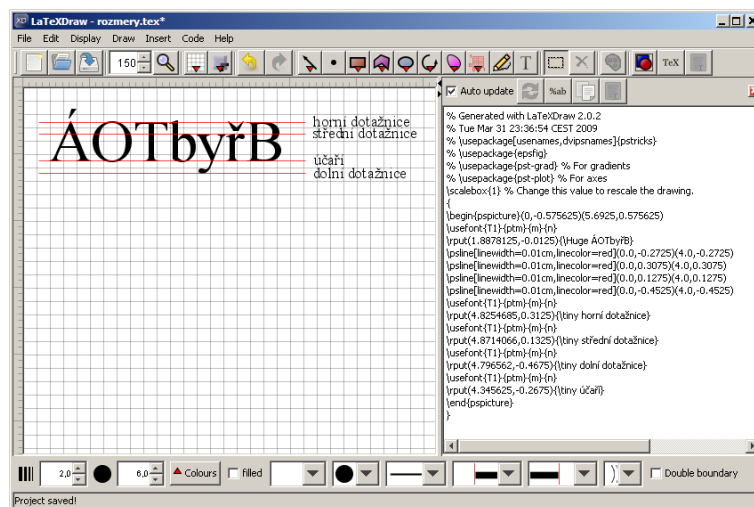 LaTeXDraw - rozmery.tex*
File Edit Display Draw Insert Code Help
150
T
TeX
Auto update
%ab
ÁOTbyřB
horní dotažnice
střední dotažnice
účaří
dolní dotažnice
% Generated with LaTeXDraw 2.0.2
% Tue Mar 31 23:36:54 CEST 2009
% \usepackage[usenames,dvipsnames]{pstricks}
% \usepackage{epsfig}
% \usepackage{pst-grad} % For gradients
% \usepackage{pst-plot} % For axes
\scalebox{1} % Change this value to rescale the drawing.
{
\begin{pspicture}(0,-0.575625)(5.6925,0.575625)
\usefont{T1}{ptm}{m}{n}
\rput(1.8878125,-0.0125){\Huge ÁOTbyřB}
\psline[linewidth=0.01cm,linecolor=red](0.0,-0.2725)(4.0,-0.2725)
\psline[linewidth=0.01cm,linecolor=red](0.0,0.3075)(4.0,0.3075)
\psline[linewidth=0.01cm,linecolor=red](0.0,0.1275)(4.0,0.1275)
\psline[linewidth=0.01cm,linecolor=red](0.0,-0.4525)(4.0,-0.4525)
\usefont{T1}{ptm}{m}{n}
\rput(4.8254685,0.3125){\tiny horní dotažnice}
\usefont{T1}{ptm}{m}{n}
\rput(4.8714066,0.1325){\tiny střední dotažnice}
\usefont{T1}{ptm}{m}{n}
\rput(4.796562,-0.4675){\tiny dolní dotažnice}
\usefont{T1}{ptm}{m}{n}
\rput(4.345625,-0.2675){\tiny účaří}
\end{pspicture}
}
2,0 6,0 Colours filled Double boundary
Project saved!